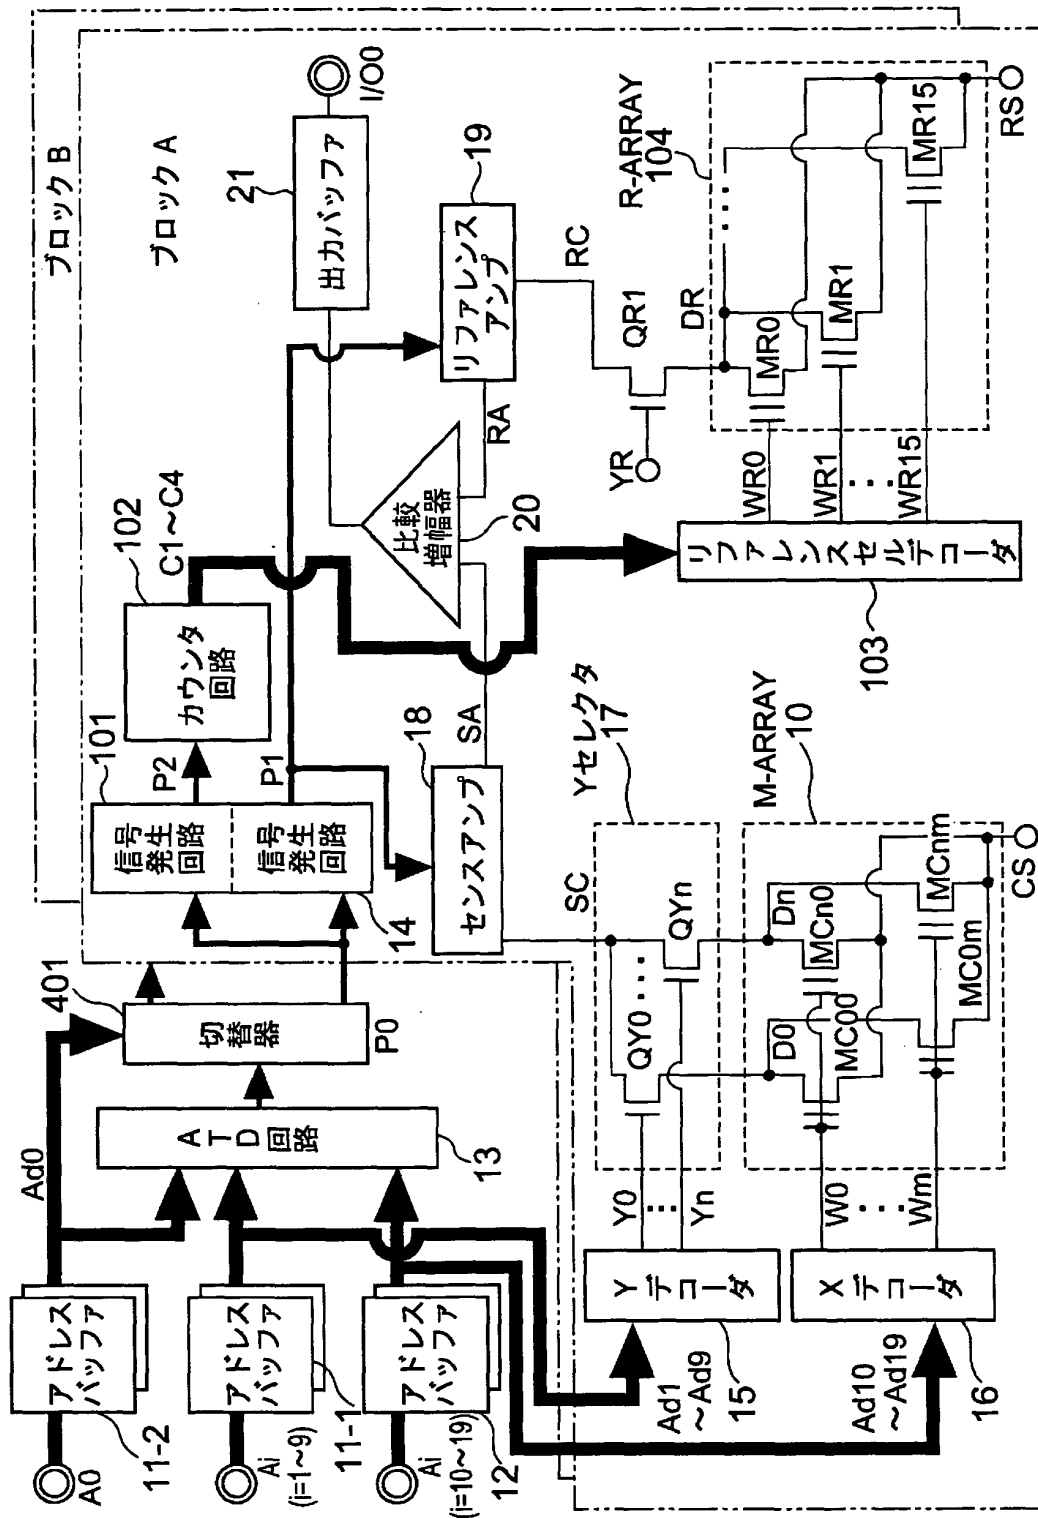 ブロック B
ブロック A
A0
アドレス
バッファ
11-2
Ad0
401
切替器
P0
ATD回路
13
Ai
(i=1~9)
アドレス
バッファ
11-1
Ai
(i=10~19)
アドレス
バッファ
12
信号
発生
回路
101
P2
信号
発生
回路
14
P1
カウンタ
回路
102
C1~C4
出力バッファ
21
I/O0
センスアンプ
18
SA
比較
増幅器
20
RA
リファレンス
アンプ
19
RC
QR1
YR
DR
R-ARRAY
104
MR0
MR1
MR15
RS
WR0
WR1
WR15
リファレンスセルデコーダ
103
Yセレクタ
17
SC
QY0
QYn
Y0
Yn
Y
デコーダ
15
Ad1
~Ad9
M-ARRAY
10
D0
Dn
MC00
MCn0
MC0m
MCnm
CS
W0
Wm
X
デコーダ
16
Ad10
~Ad19